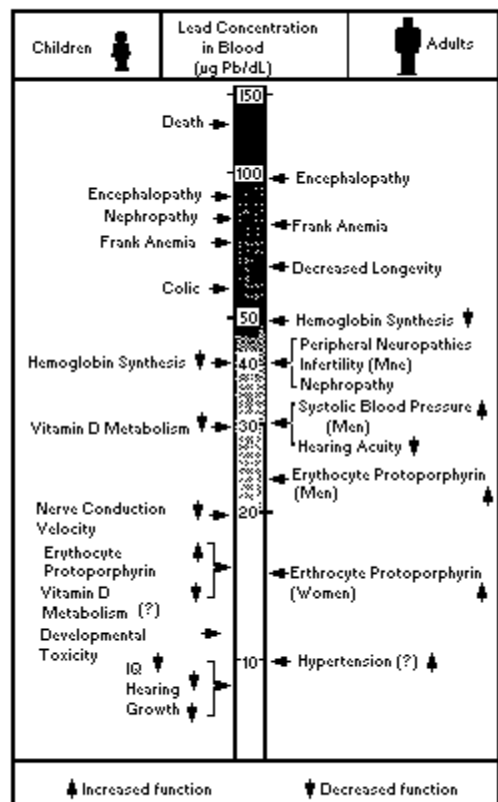 Children
Lead Concentration
in Blood
(µg Pb/dL)
Adults
150
Death
100
Encephalopathy
Encephalopathy
Nephropathy
Frank Anemia
Frank Anemia
Decreased Longevity
Colic
50
Hemoglobin Synthesis
Peripheral Neuropathies
Hemoglobin Synthesis
40
Infertility (Mne)
Nephropathy
Systolic Blood Pressure
(Men)
Vitamin D Metabolism
30
Hearing Acuity
Erythocyte Protoporphyrin
(Men)
Nerve Conduction
Velocity
20
Erythocyte
Protoporphyrin
Vitamin D
Metabolism (?)
Erthrocyte Protoporphyrin
(Women)
Developmental
Toxicity
IQ
Hearing
Growth
10
Hypertension (?)
Increased function
Decreased function